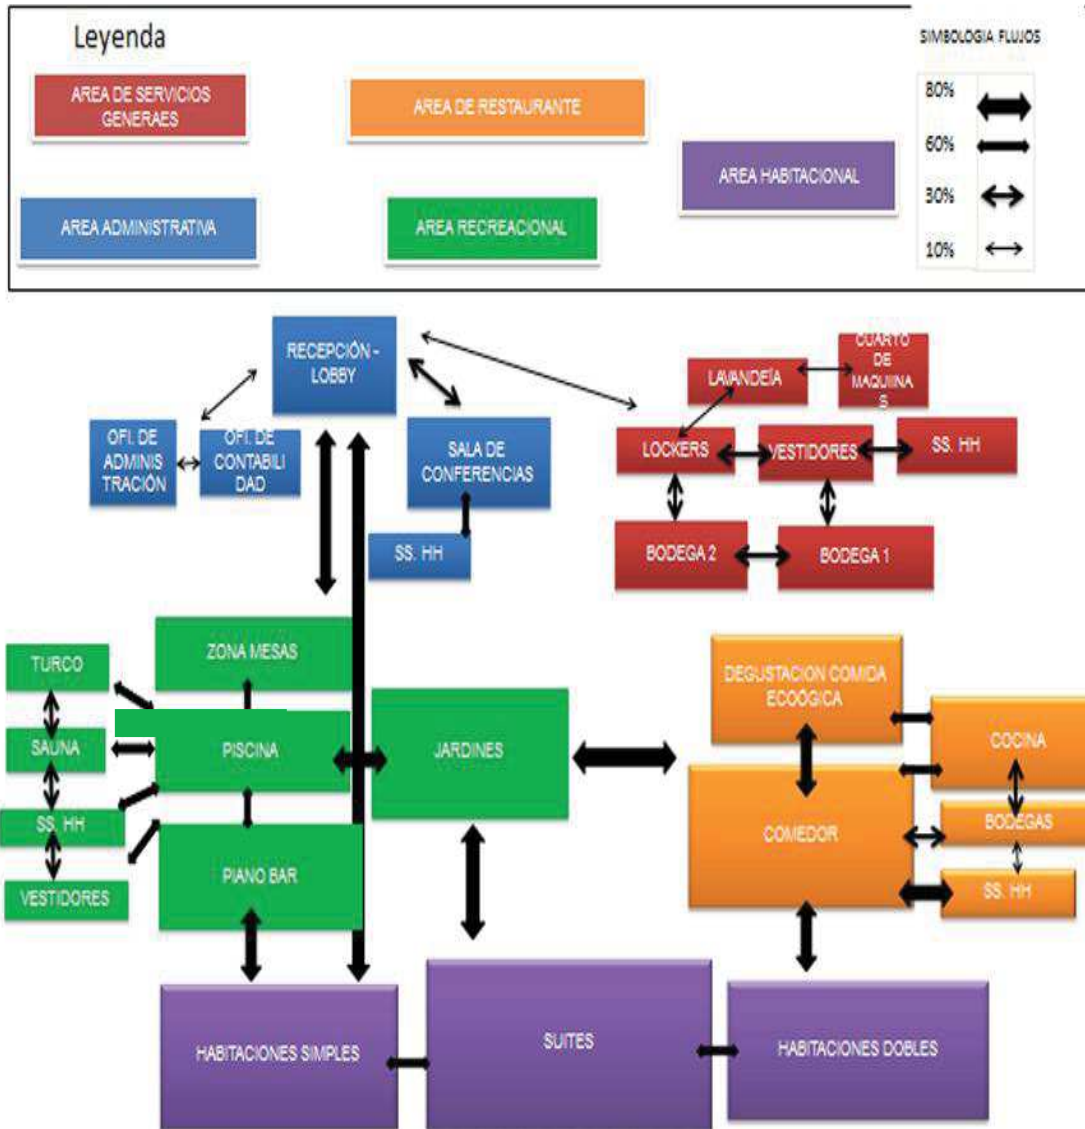 Leyenda
SIMBOLOGIA FLUJOS
AREA DE SERVICIOS
GENERAES
AREA DE RESTAURANTE
AREA HABITACIONAL
AREA ADMINISTRATIVA
AREA RECREACIONAL
80%
60%
30%
10%
RECEPCIÓN -
LOBBY
OFI. DE
ADMINIS
TRACIÓN
OFI. DE
CONTABILI
DAD
SALA DE
CONFERENCIAS
SS. HH
CUARTO
DE
MAQUIINA
S
LAVANDEÍA
LOCKERS
VESTIDORES
SS. HH
BODEGA 2
BODEGA 1
TURCO
SAUNA
SS. HH
VESTIDORES
ZONA MESAS
PISCINA
PIANO BAR
JARDINES
DEGUSTACION COMIDA
ECOÓGICA
COCINA
COMEDOR
BODEGAS
SS. HH
HABITACIONES SIMPLES
SUITES
HABITACIONES DOBLES